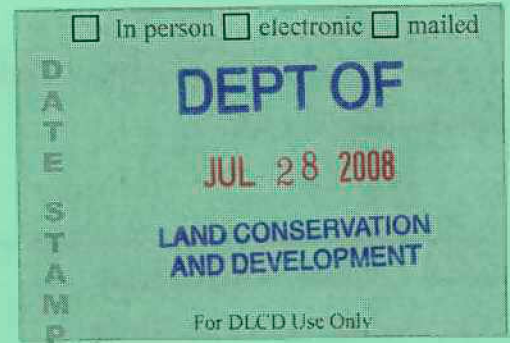 ☐ In person ☐ electronic ☐ mailed
DATE STAMP
DEPT OF
JUL 28 2008
LAND CONSERVATION
AND DEVELOPMENT
For DLCD Use Only